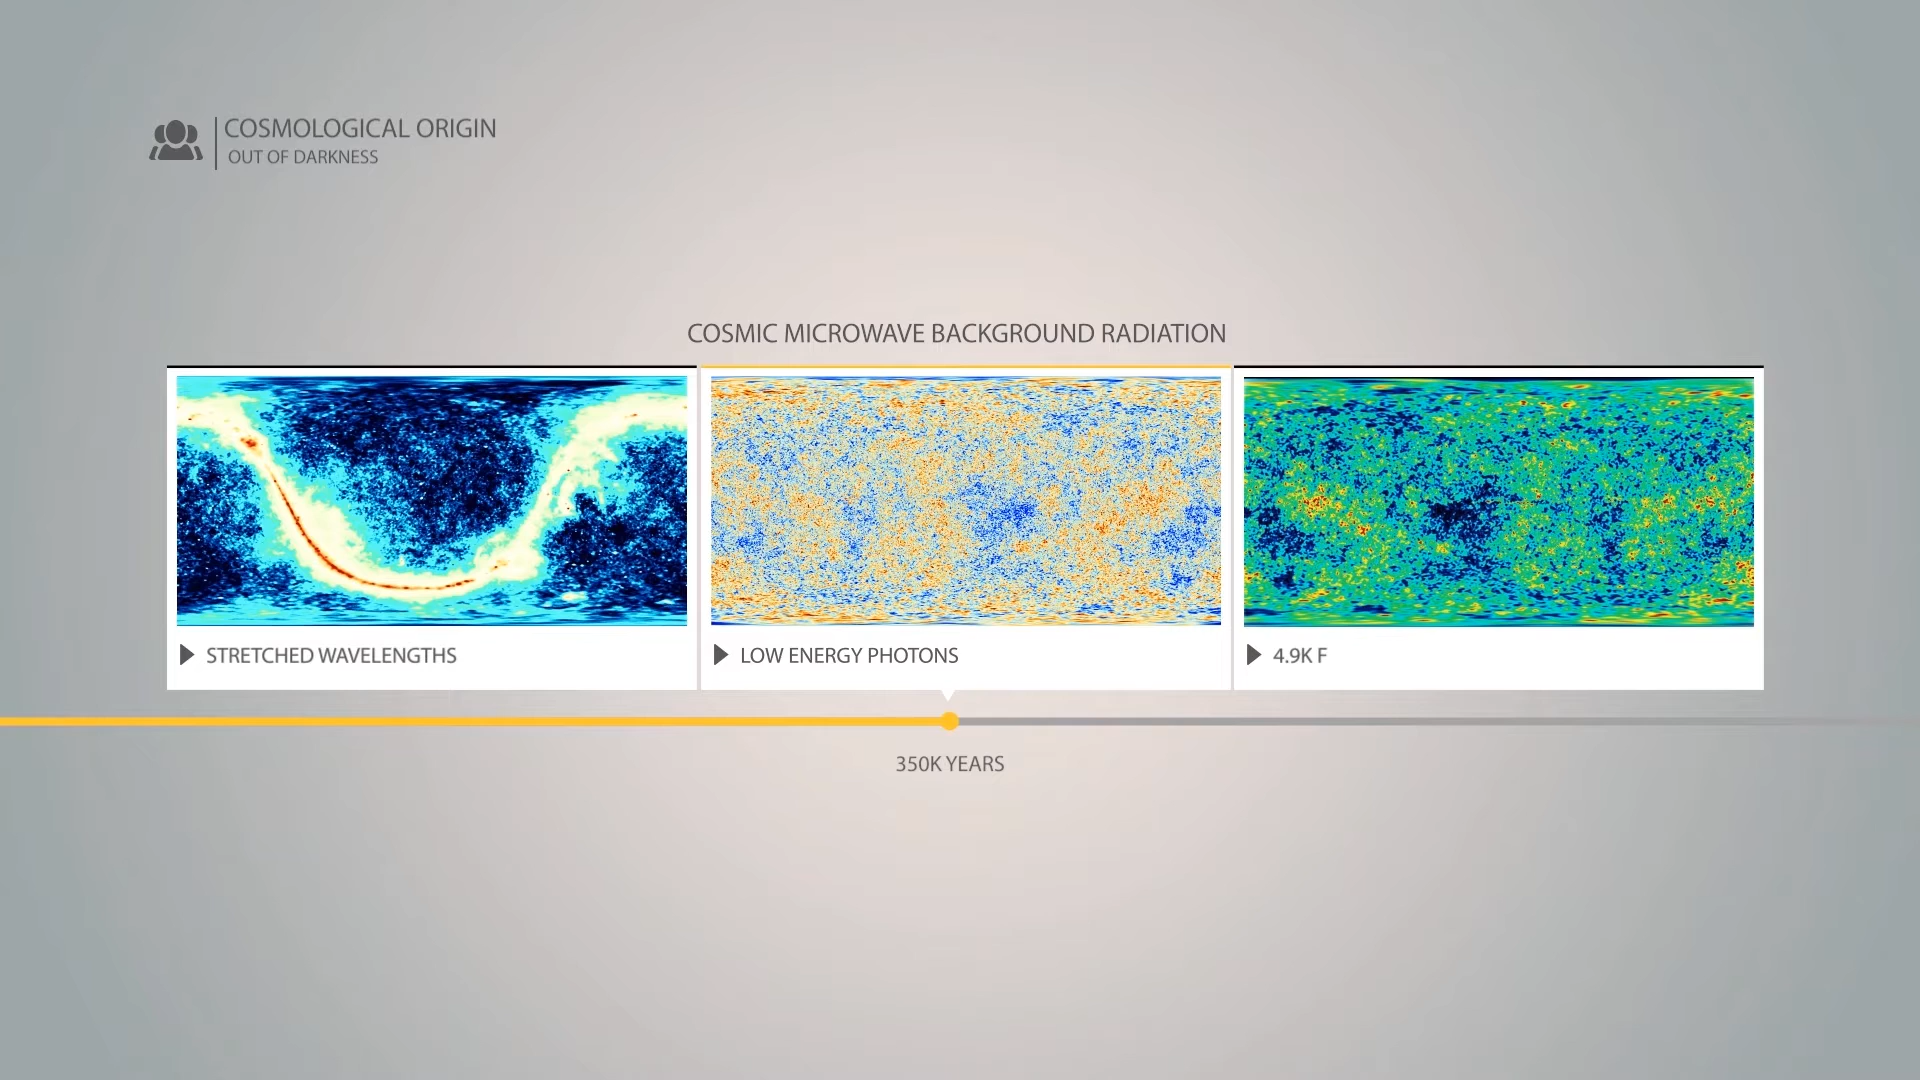 COSMOLOGICAL ORIGIN
OUT OF DARKNESS
COSMIC MICROWAVE BACKGROUND RADIATION
STRETCHED WAVELENGTHS
LOW ENERGY PHOTONS
4.9K F
350K YEARS